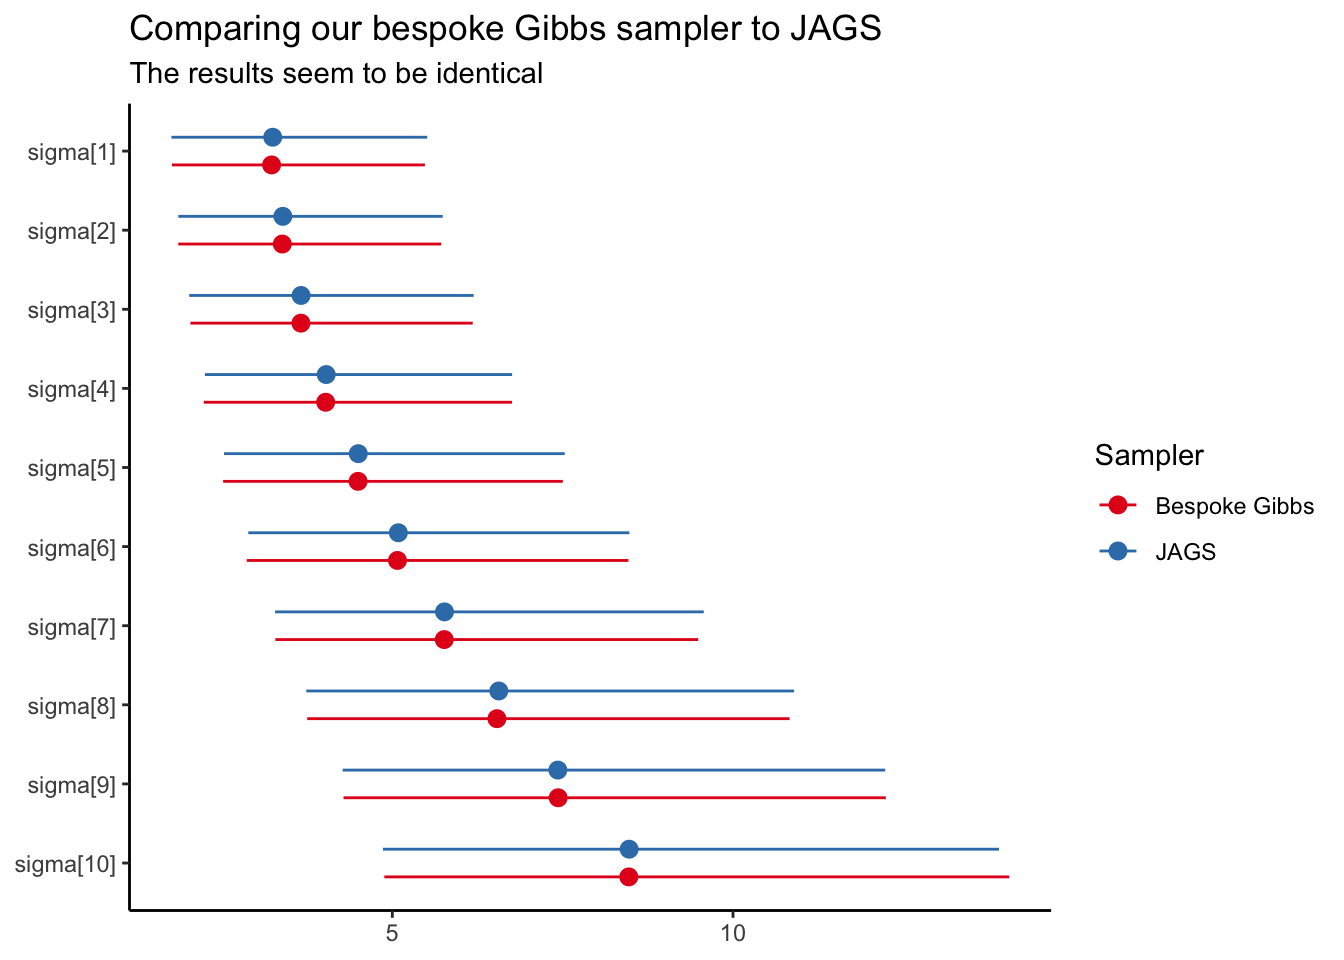 Comparing our bespoke Gibbs sampler to JAGS
The results seem to be identical
sigma[1]
sigma[2]
sigma[3]
sigma[4]
sigma[5]
sigma[6]
sigma[7]
sigma[8]
sigma[9]
sigma[10]
5 10
Sampler
Bespoke Gibbs
JAGS